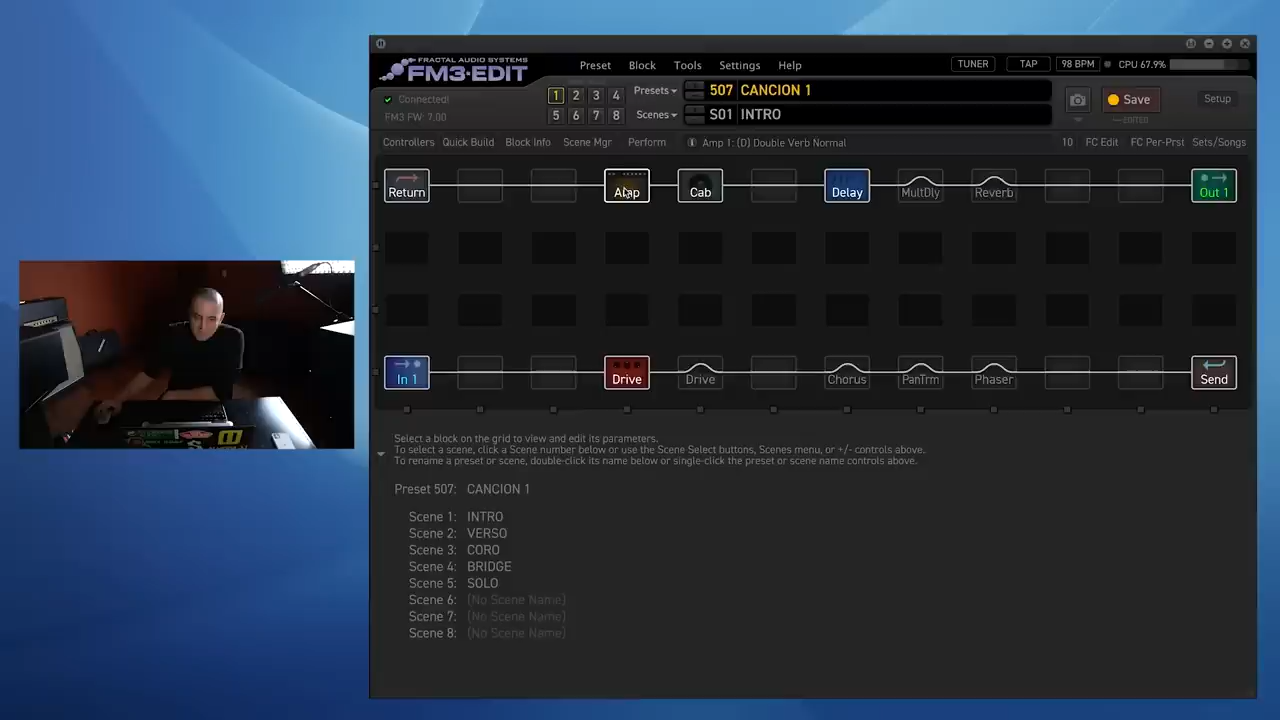 FRACTAL AUDIO SYSTEMS
FM3-EDIT
Preset Block Tools Settings Help
TUNER TAP 98 BPM CPU 67.9%
Connected!
FM3 FW: 7.00
1 2 3 4
5 6 7 8
Presets 507 CANCION 1
Scenes S01 INTRO
Save
EDITED
Setup
Controllers Quick Build Block Info Scene Mgr Perform Amp 1: (D) Double Verb Normal 10 FC Edit FC Per-Prst Sets/Songs
Return Amp Cab Delay MultDly Reverb Out 1
In 1 Drive Drive Chorus PanTrm Phaser Send
Select a block on the grid to view and edit its parameters.
To select a scene, click a Scene number below or use the Scene Select buttons, Scenes menu, or +/- controls above.
To rename a preset or scene, double-click its name below or single-click the preset or scene name controls above.
Preset 507: CANCION 1
Scene 1: INTRO
Scene 2: VERSO
Scene 3: CORO
Scene 4: BRIDGE
Scene 5: SOLO
Scene 6: (No Scene Name)
Scene 7: (No Scene Name)
Scene 8: (No Scene Name)